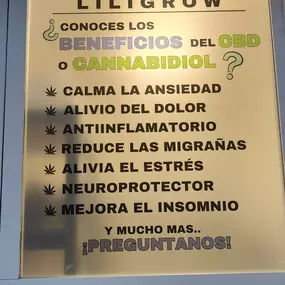 LILIGROW
¿CONOCES LOS
BENEFICIOS DEL CBD
O CANNABIDIOL?
CALMA LA ANSIEDAD
ALIVIO DEL DOLOR
ANTIINFLAMATORIO
REDUCE LAS MIGRAÑAS
ALIVIA EL ESTRÉS
NEUROPROTECTOR
MEJORA EL INSOMNIO
Y MUCHO MAS..
¡PREGUNTANOS!